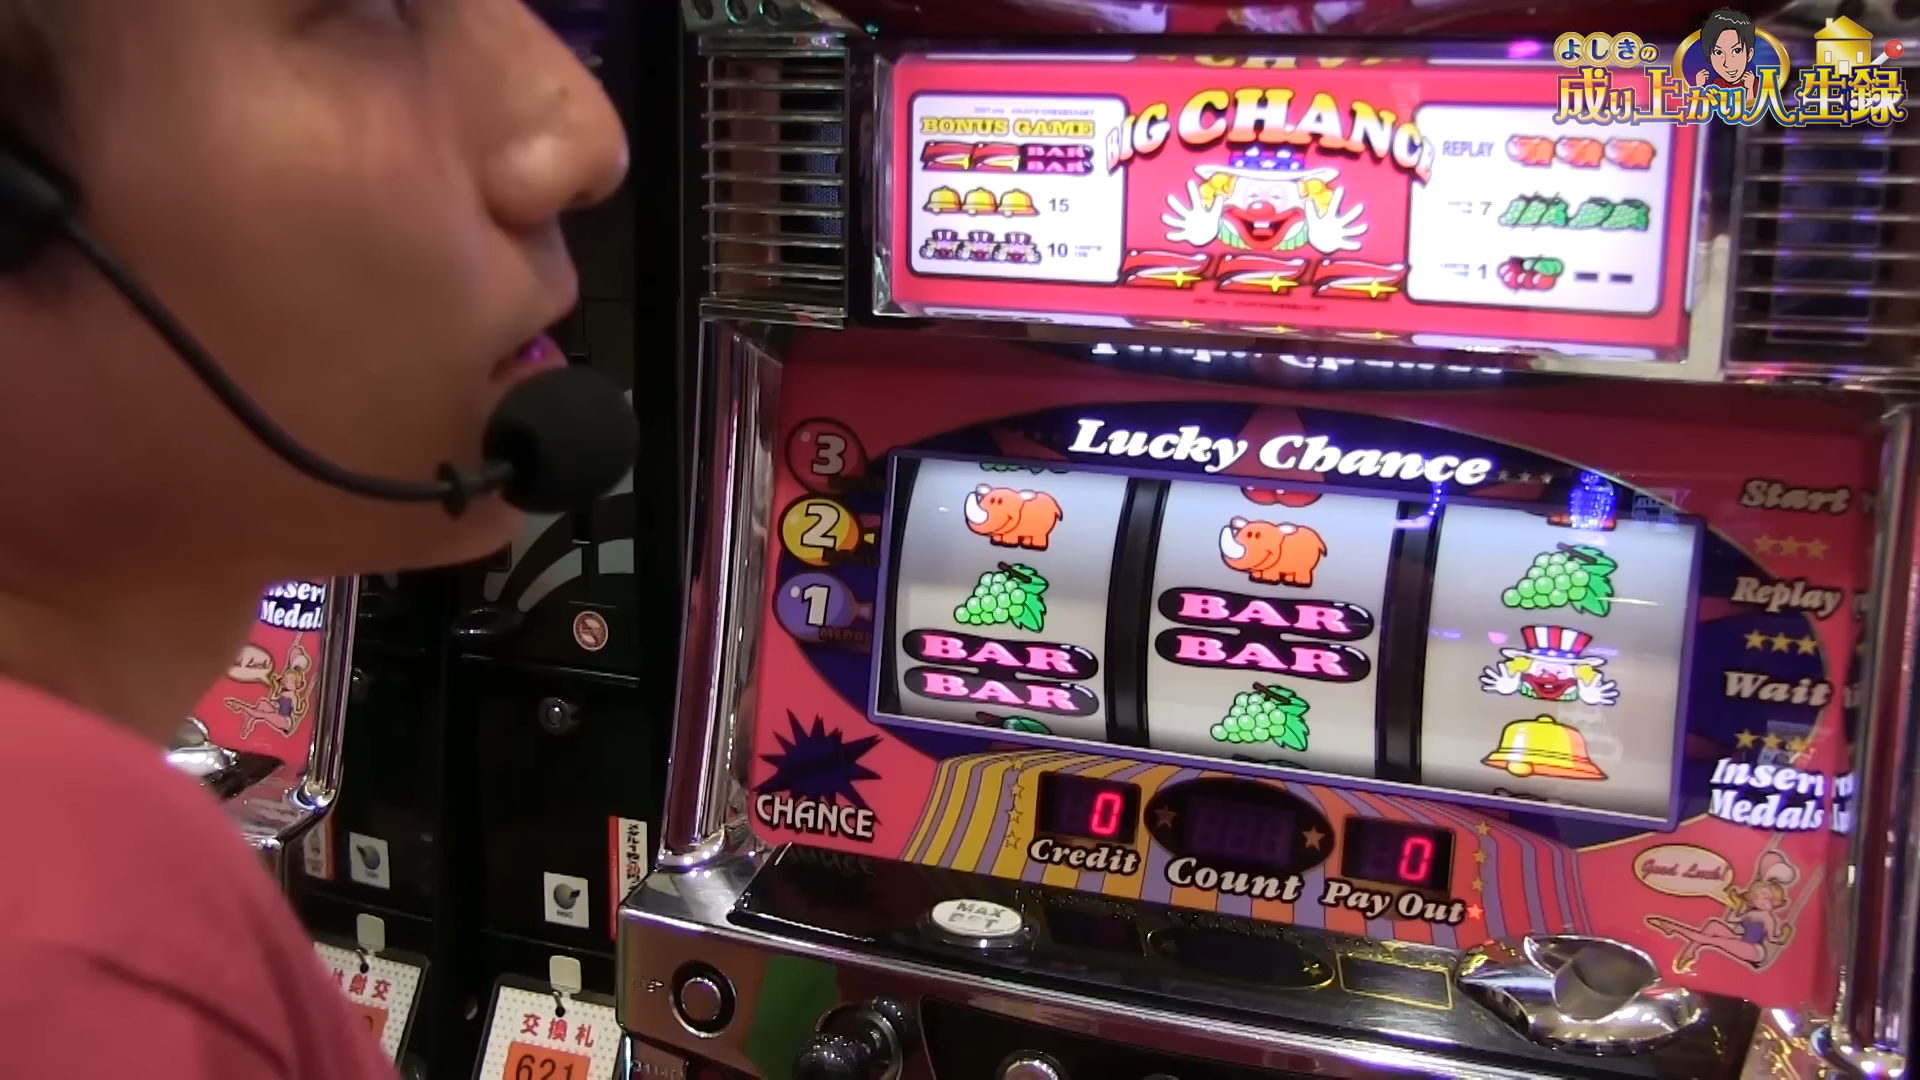 よしきの
成り上がり人生録
BIG CHANCE
BONUS GAME
BAR
BAR
15
10
REPLAY
7
1
Lucky Chance
3
2
1
Start
Replay
Wait
Insert
Medals
BAR
BAR
BAR
BAR
CHANCE
0
Credit
Count
0
Pay Out
Good Luck!
MAX
BET
Insert
Medals
交換札
621